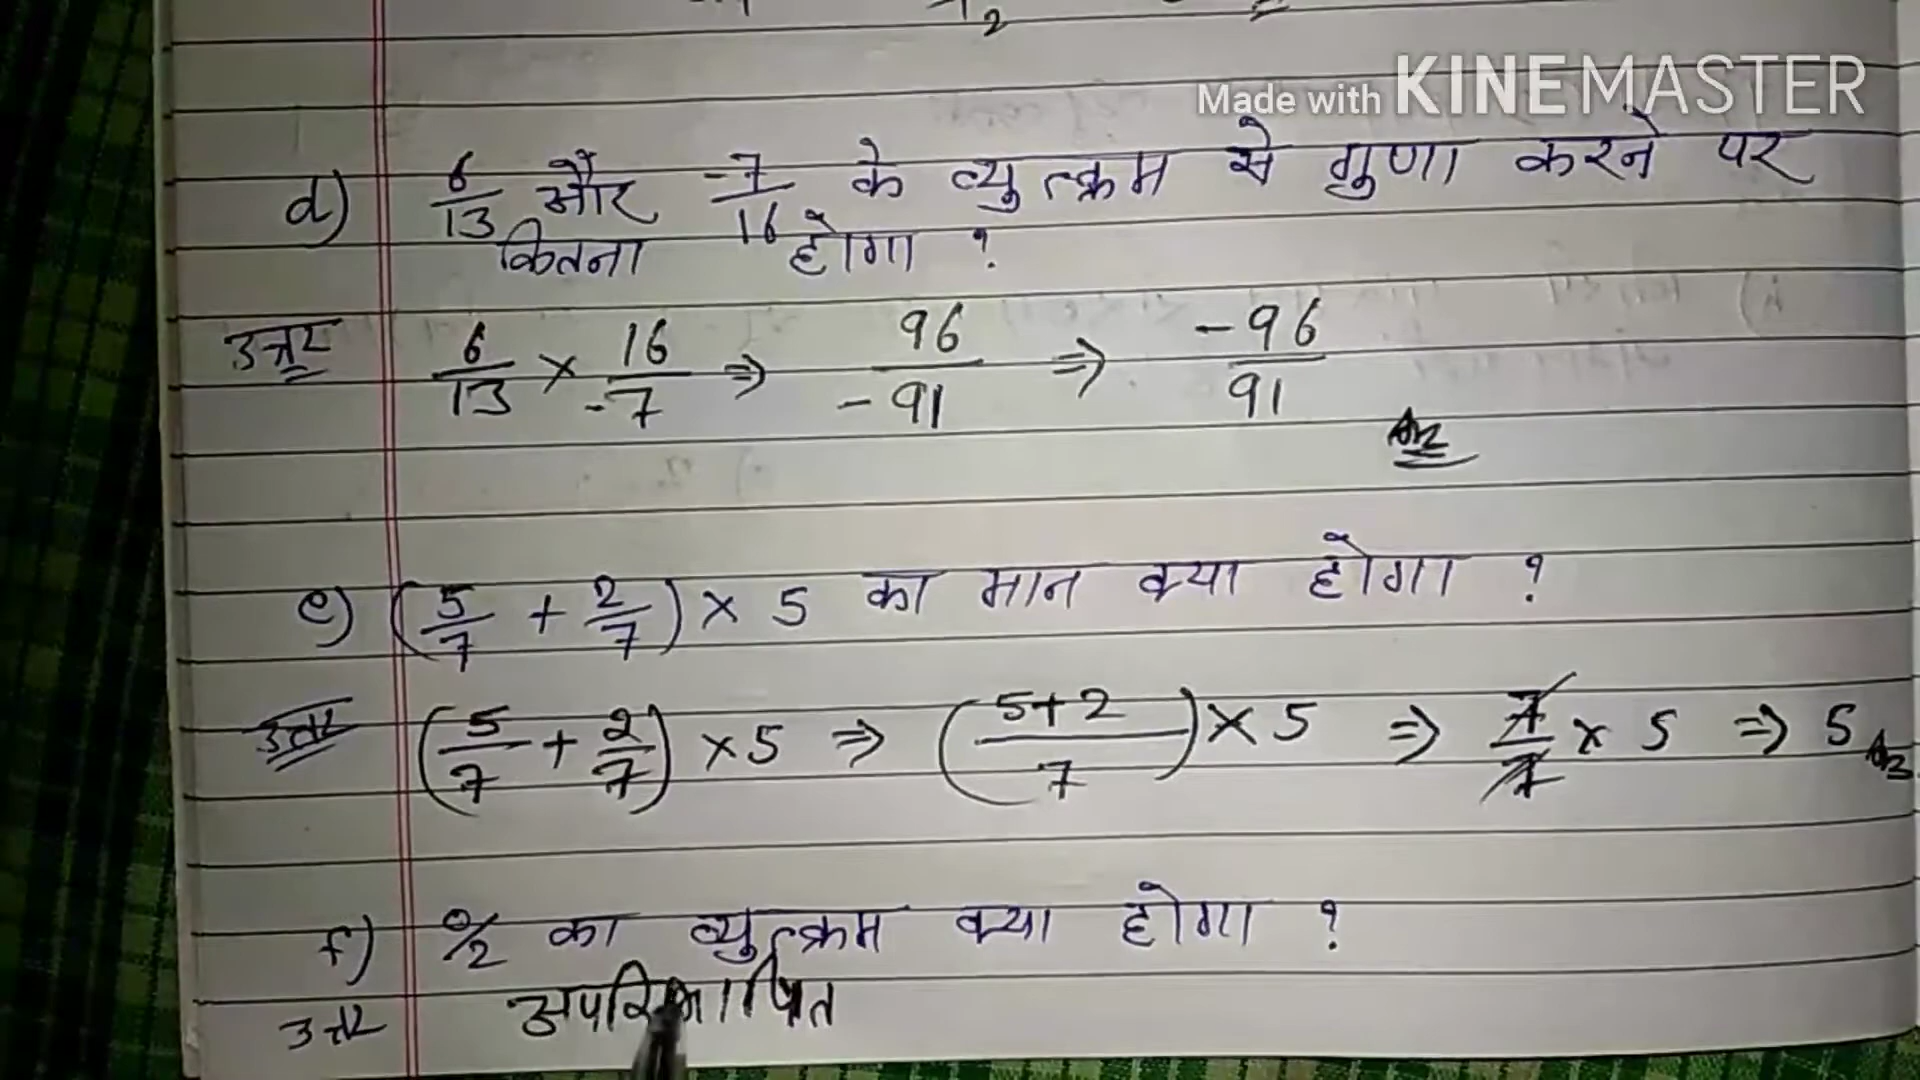 Made with KINEMASTER
d) 6/13 और -7/16 के व्युत्क्रम से गुणा करने पर
कितना होगा ?
उत्तर 6/13 × 16/-7 ⇒ 96/-91 ⇒ -96/91 Ans
e) (5/7 + 2/7) × 5 का मान क्या होगा ?
उत्तर (5/7 + 2/7) × 5 ⇒ (5+2/7) × 5 ⇒ 7/7 × 5 ⇒ 5 Ans
f) 0/2 का व्युत्क्रम क्या होगा ?
उत्तर अपरिभाषित